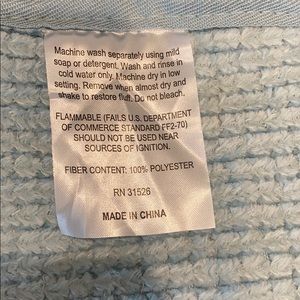 Machine wash separately using mild
soap or detergent. Wash and rinse in
cold water only. Machine dry in low
setting. Remove when almost dry and
shake to restore fluff. Do not bleach.
FLAMMABLE (FAILS U.S. DEPARTMENT
OF COMMERCE STANDARD FF2-70)
SHOULD NOT BE USED NEAR
SOURCES OF IGNITION.
FIBER CONTENT: 100% POLYESTER
RN 31526
MADE IN CHINA